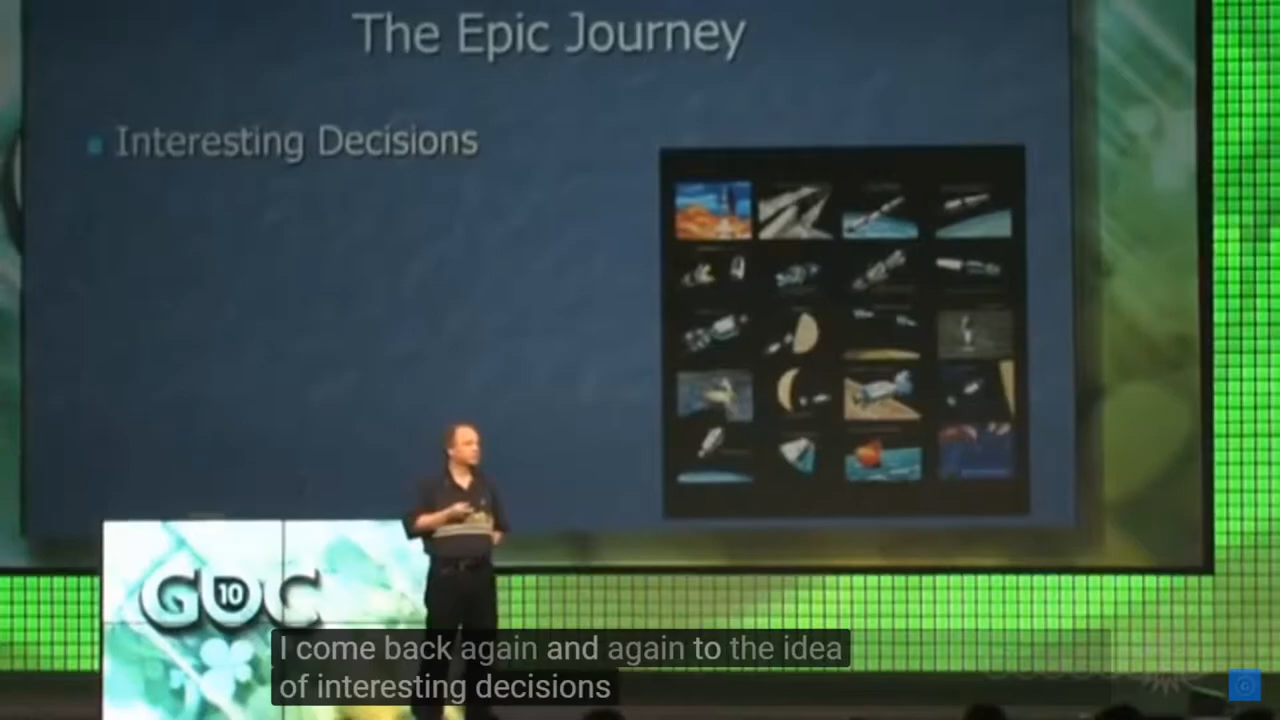 The Epic Journey
Interesting Decisions
GDC
10
I come back again and again to the idea
of interesting decisions